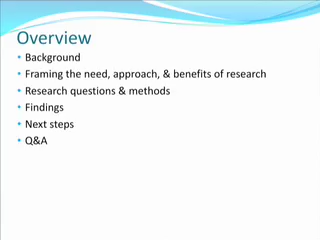 Overview
• Background
• Framing the need, approach, & benefits of research
• Research questions & methods
• Findings
• Next steps
• Q&A